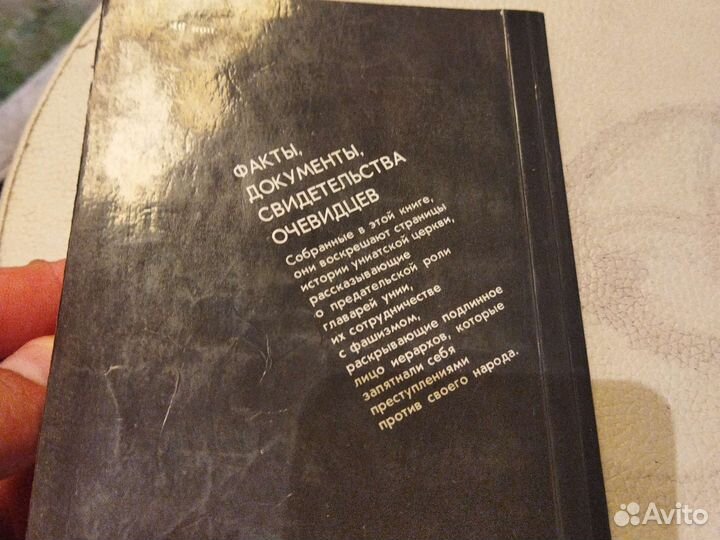 ФАКТЫ,
ДОКУМЕНТЫ,
СВИДЕТЕЛЬСТВА
ОЧЕВИДЦЕВ
Собранные в этой книге,
они воскрешают страницы
истории униатской церкви,
рассказывающие
о предательской роли
главарей унии,
их сотрудничестве
с фашизмом,
раскрывающие подлинное
лицо иерархов, которые
запятнали себя
преступлениями
против своего народа.
Avito